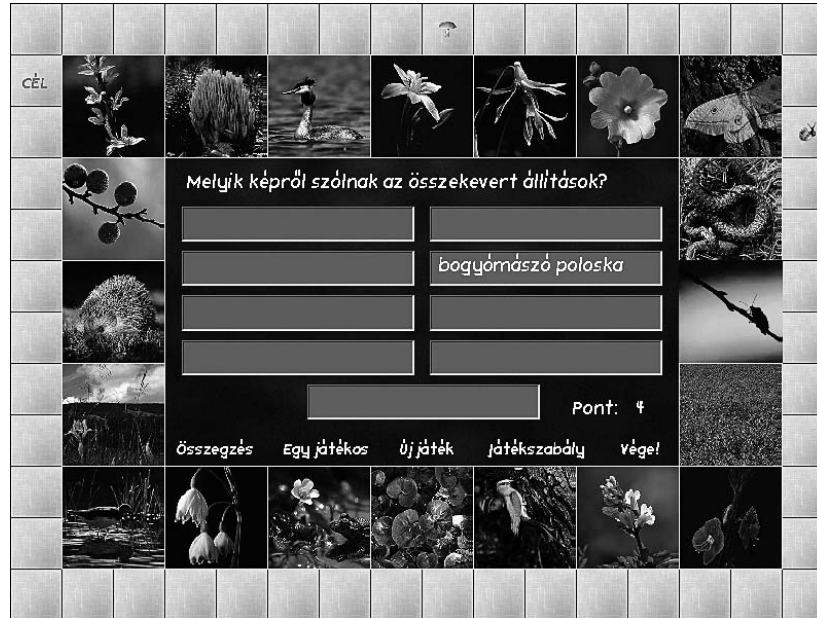 CÉL
Melyik képről szólnak az összekevert állítások?
bogyómászó poloska
Pont: 4
Összegzés Egy játékos Új játék Játékszabály Vége!